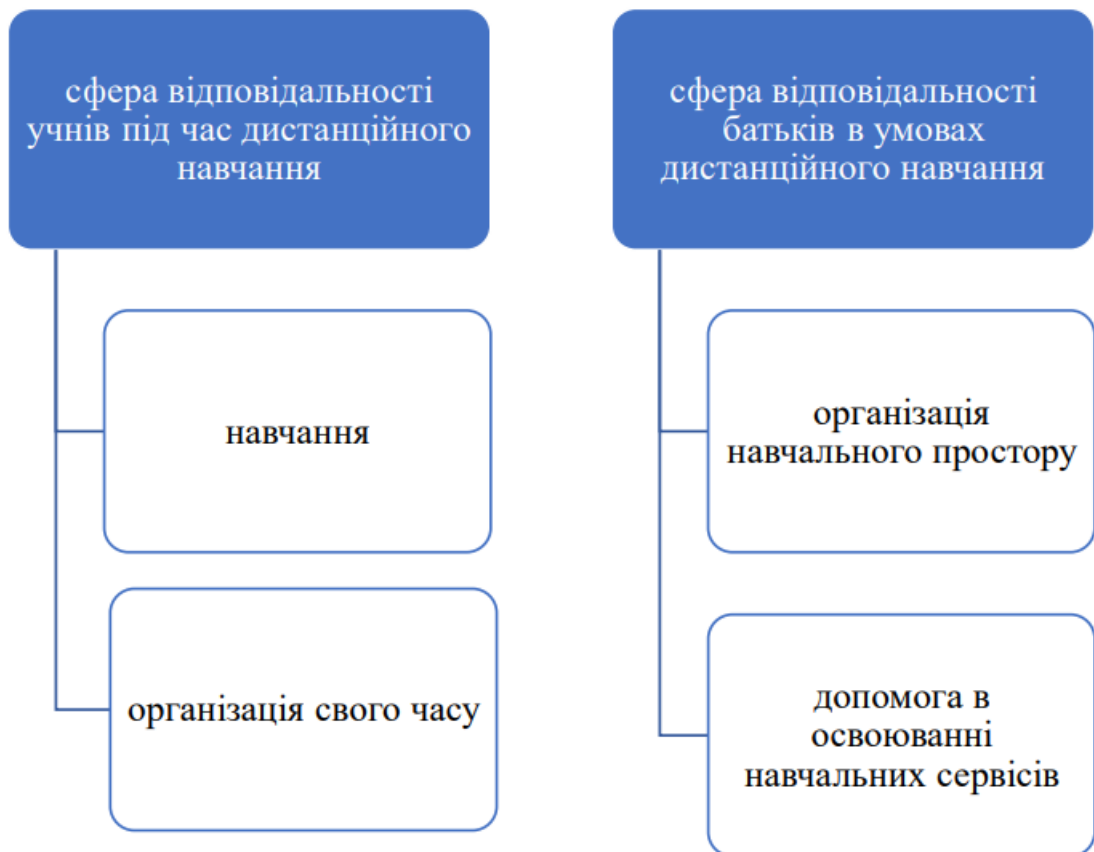 сфера відповідальності
учнів під час дистанційного
навчання
навчання
організація свого часу
сфера відповідальності
батьків в умовах
дистанційного навчання
організація
навчального простору
допомога в
освоюванні
навчальних сервісів